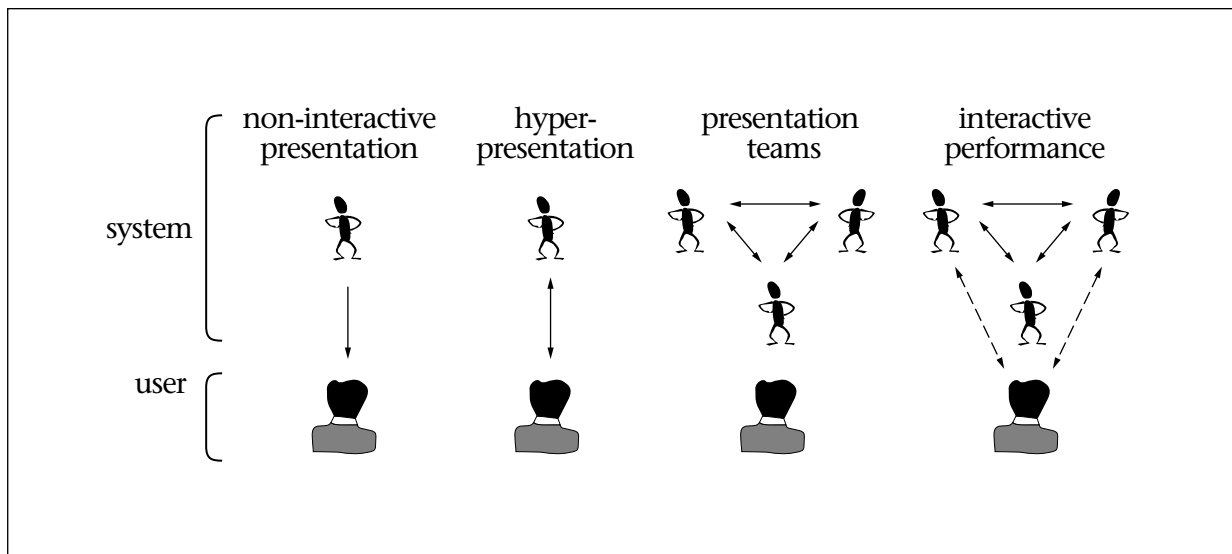 non-interactive
presentation
hyper-
presentation
presentation
teams
interactive
performance
system
user